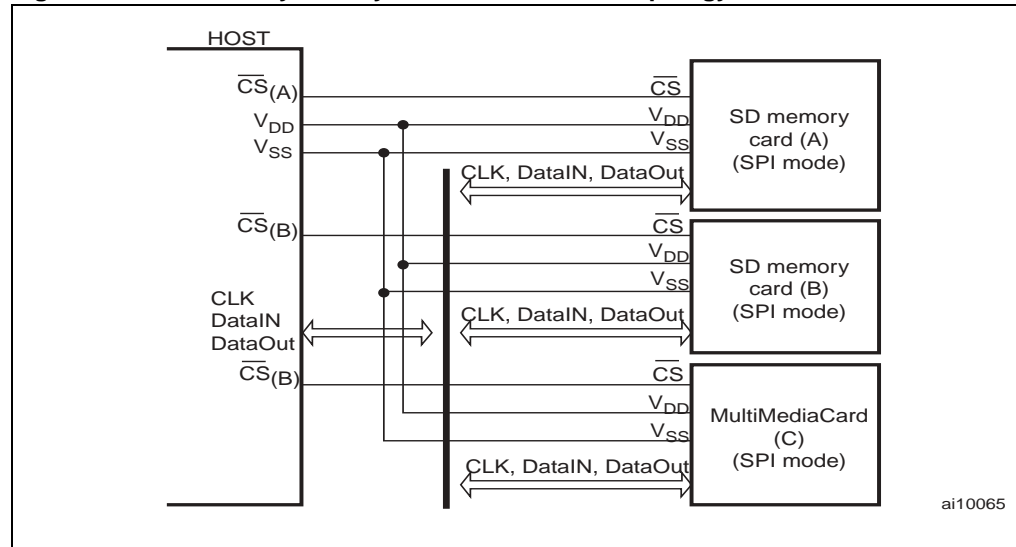 HOST
CS(A)
VDD
VSS
CS
VDD
VSS
SD memory
card (A)
(SPI mode)
CLK, DataIN, DataOut
CS(B)
CS
VDD
VSS
SD memory
card (B)
(SPI mode)
CLK
DataIN
DataOut
CLK, DataIN, DataOut
CS(B)
CS
VDD
VSS
MultiMediaCard
(C)
(SPI mode)
CLK, DataIN, DataOut
ai10065